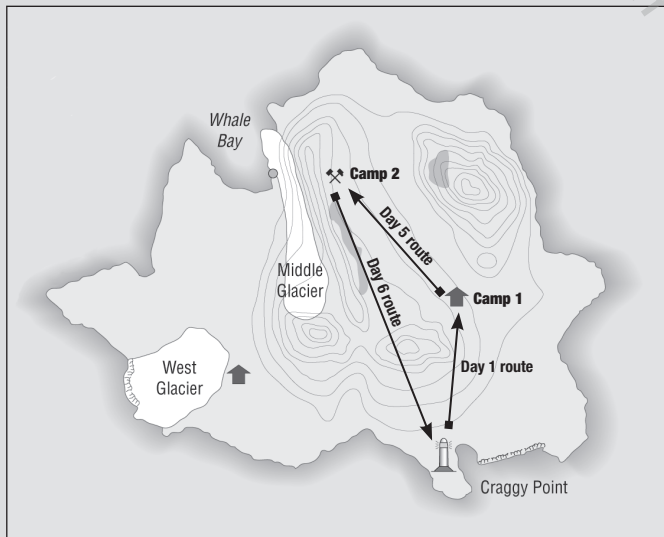 Whale
Bay
Camp 2
Day 5 route
Middle
Glacier
Day 6 route
Camp 1
West
Glacier
Day 1 route
Craggy Point